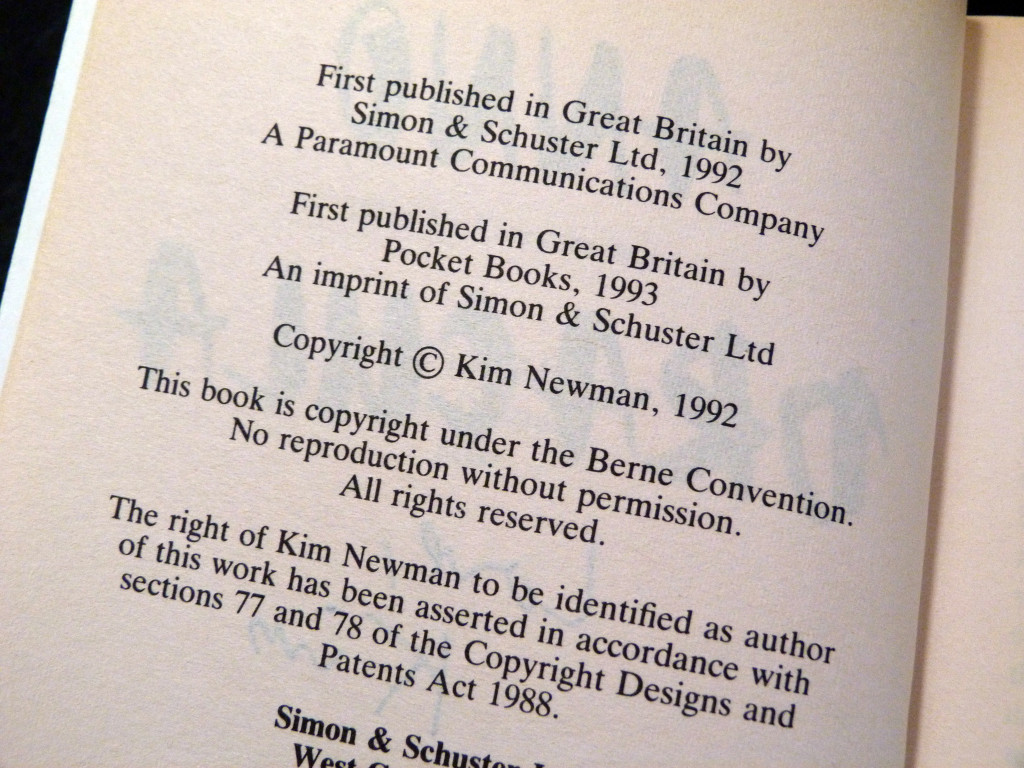 First published in Great Britain by
Simon & Schuster Ltd, 1992
A Paramount Communications Company
First published in Great Britain by
Pocket Books, 1993
An imprint of Simon & Schuster Ltd
Copyright © Kim Newman, 1992
This book is copyright under the Berne Convention.
No reproduction without permission.
All rights reserved.
The right of Kim Newman to be identified as author
of this work has been asserted in accordance with
sections 77 and 78 of the Copyright Designs and
Patents Act 1988.
Simon & Schuster
West